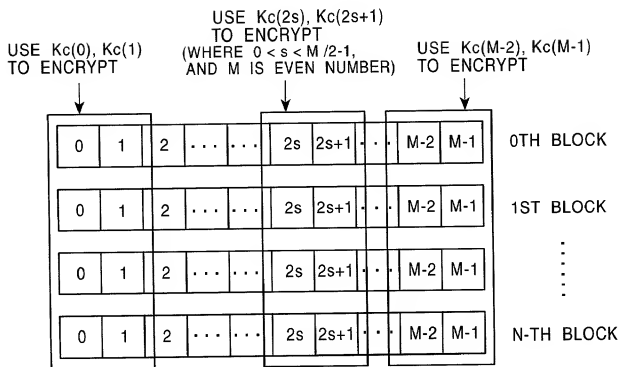 USE Kc(0), Kc(1)
TO ENCRYPT
USE Kc(2s), Kc(2s+1)
TO ENCRYPT
(WHERE 0 < s < M /2-1,
AND M IS EVEN NUMBER)
USE Kc(M-2), Kc(M-1)
TO ENCRYPT
0 1 2 ... ... 2s 2s+1 ... M-2 M-1 0TH BLOCK
0 1 2 ... ... 2s 2s+1 ... M-2 M-1 1ST BLOCK
0 1 2 ... ... 2s 2s+1 ... M-2 M-1
0 1 2 ... ... 2s 2s+1 ... M-2 M-1 N-TH BLOCK